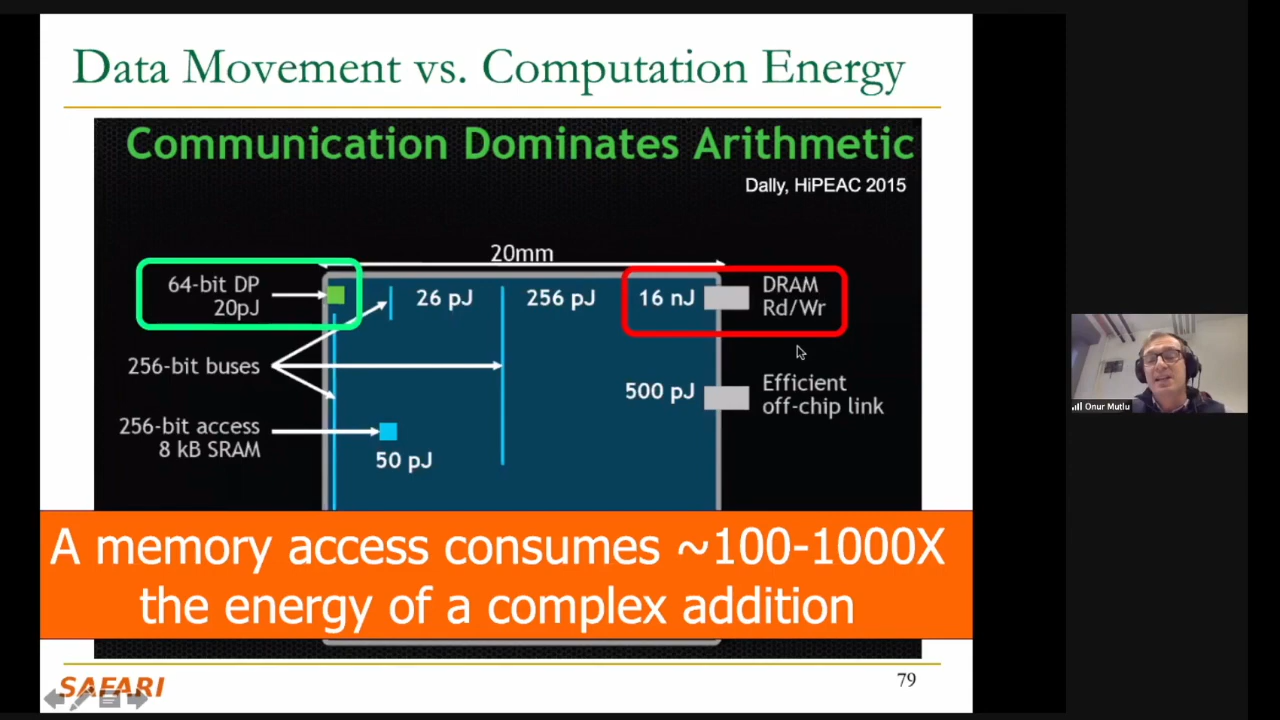 Data Movement vs. Computation Energy
Communication Dominates Arithmetic
Dally, HiPEAC 2015
20mm
64-bit DP
20pJ
26 pJ
256 pJ
16 nJ
DRAM
Rd/Wr
256-bit buses
500 pJ
Efficient
off-chip link
256-bit access
8 kB SRAM
50 pJ
A memory access consumes ~100-1000X
the energy of a complex addition
SAFARI
79
Onur Mutlu